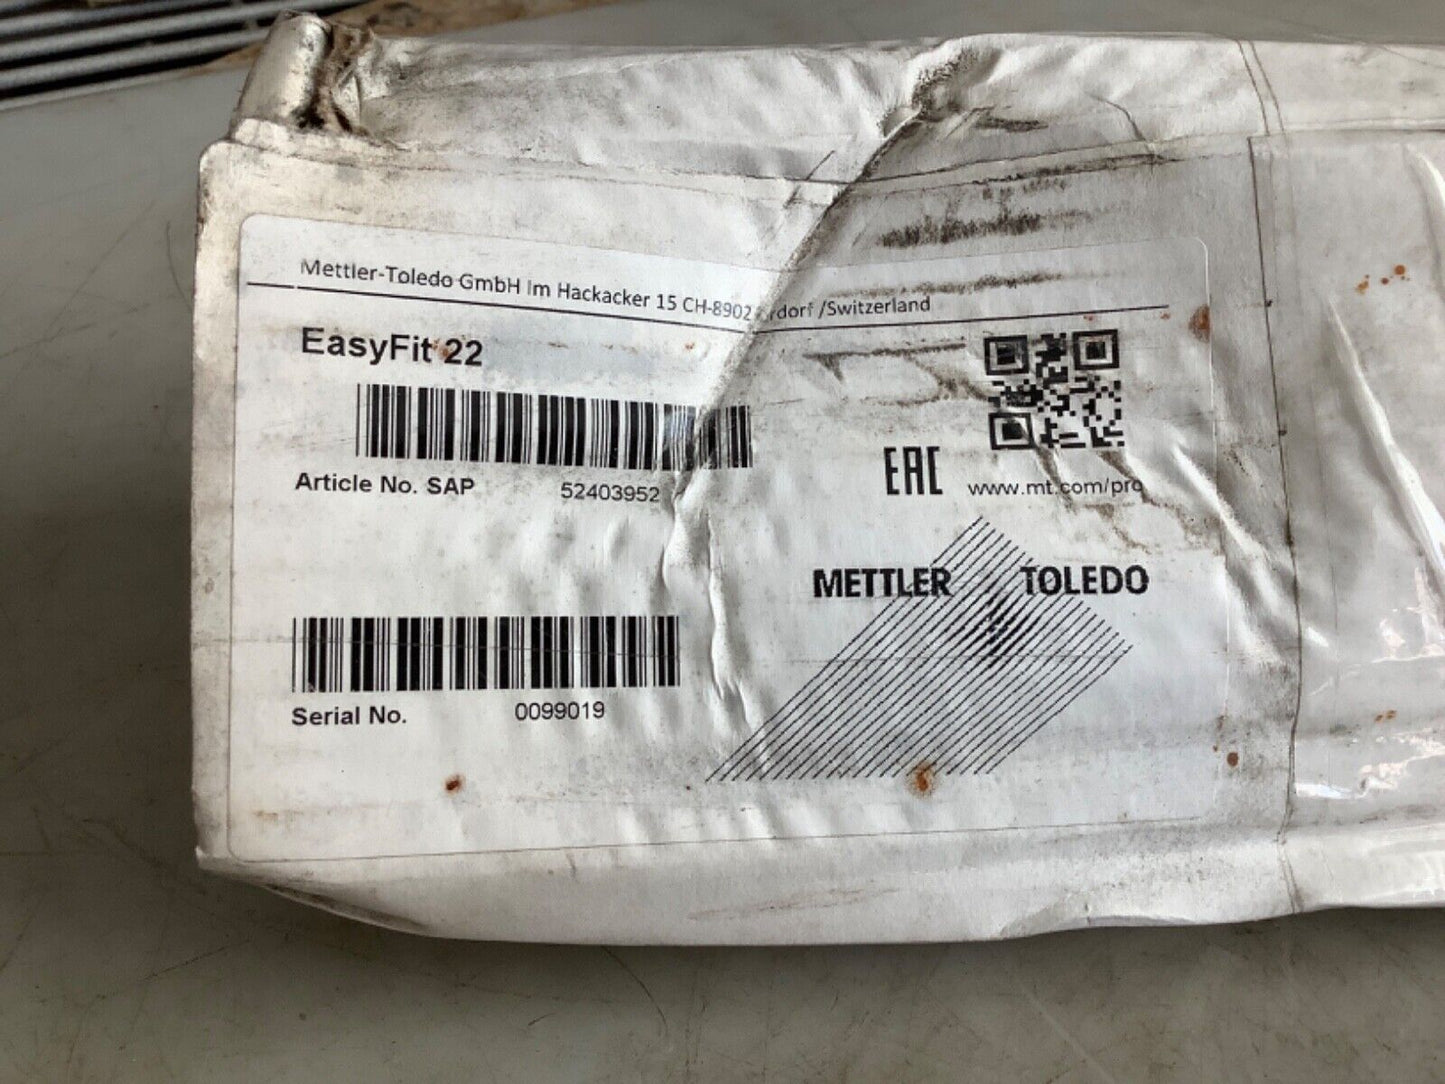 Mettler-Toledo GmbH Im Hackacker 15 CH-8902 /Switzerland
EasyFit 22
Article No. SAP 52403952
EAC
www.mt.com/pro
METTLER TOLEDO
Serial No. 0099019